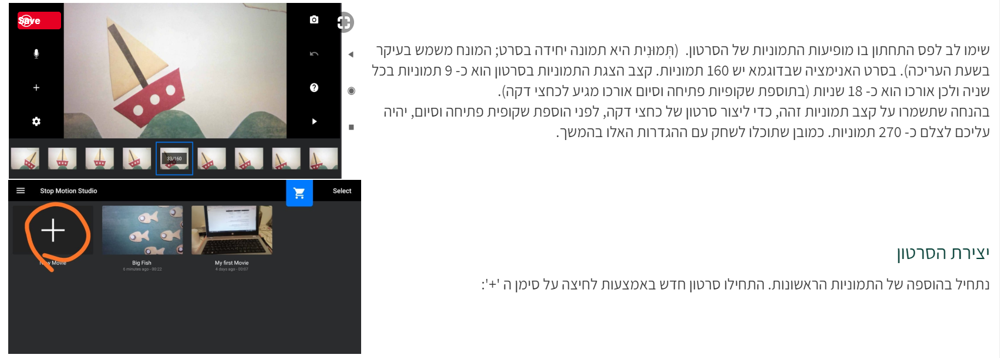 Save
33/160
שימו לב לפס התחתון בו מופיעות התמוניות של הסרטון. (תְּמוּנִית היא תמונה יחידה בסרט; המונח משמש בעיקר
בשעת העריכה). בסרט האנימציה שבדוגמא יש 160 תמוניות. קצב הצגת התמוניות בסרטון הוא כ- 9 תמוניות בכל
שניה ולכן אורכו הוא כ- 18 שניות (בתוספת שקופיות פתיחה וסיום אורכו מגיע לכחצי דקה).
בהנחה שתשמרו על קצב תמוניות זהה, כדי ליצור סרטון של כחצי דקה, לפני הוספת שקופית פתיחה וסיום, יהיה
עליכם לצלם כ- 270 תמוניות. כמובן שתוכלו לשחק עם ההגדרות האלו בהמשך.
Stop Motion Studio
Select
New Movie
Big Fish
6 minutes ago - 00:22
My first Movie
4 days ago - 00:07
יצירת הסרטון
נתחיל בהוספה של התמוניות הראשונות. התחילו סרטון חדש באמצעות לחיצה על סימן ה '+':